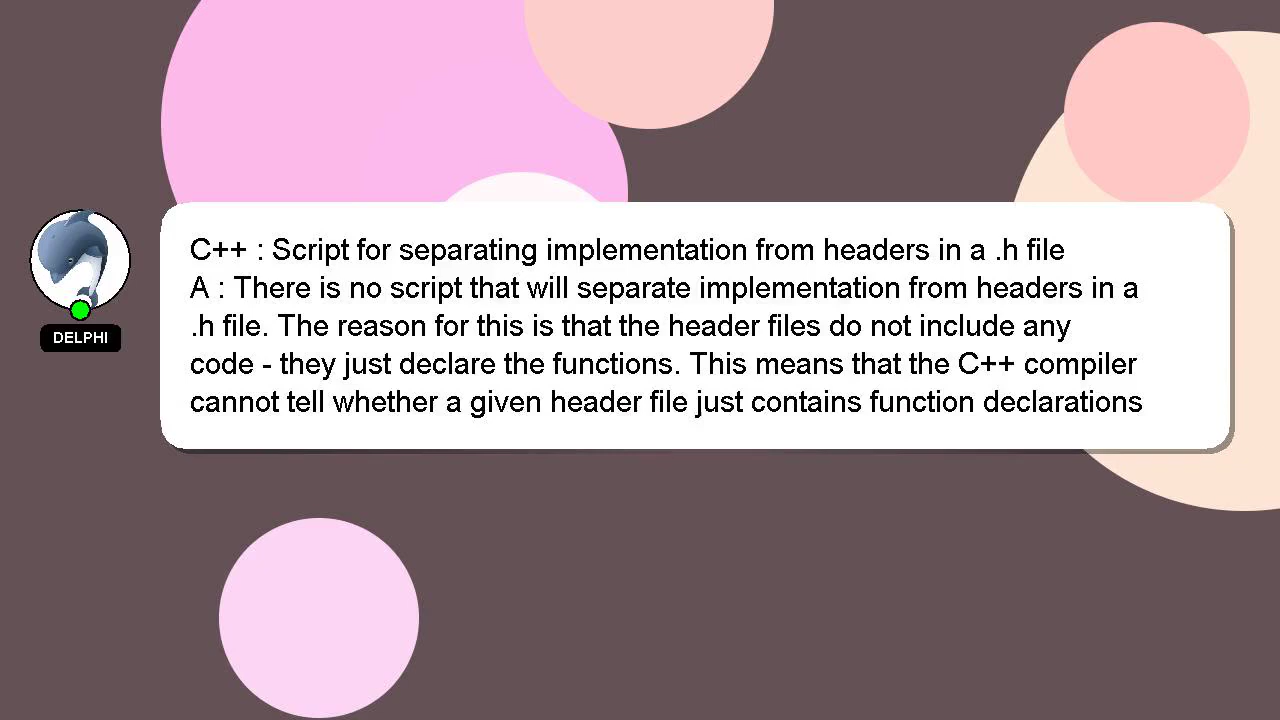 C++ : Script for separating implementation from headers in a .h file
A : There is no script that will separate implementation from headers in a
.h file. The reason for this is that the header files do not include any
code - they just declare the functions. This means that the C++ compiler
cannot tell whether a given header file just contains function declarations
DELPHI